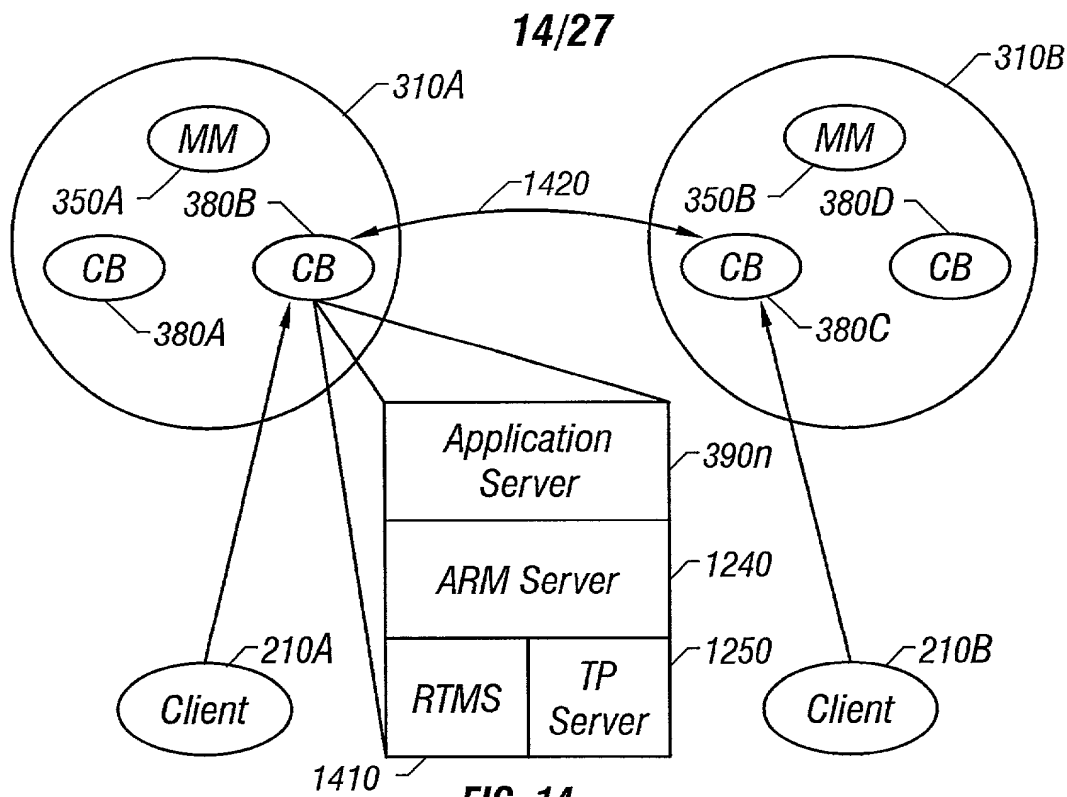 14/27
310A
310B
MM
MM
350A
380B
1420
350B
380D
CB
CB
CB
CB
380A
380C
Application
Server
390n
ARM Server
1240
210A
1250
210B
Client
RTMS
TP
Server
Client
1410
FIG. 14